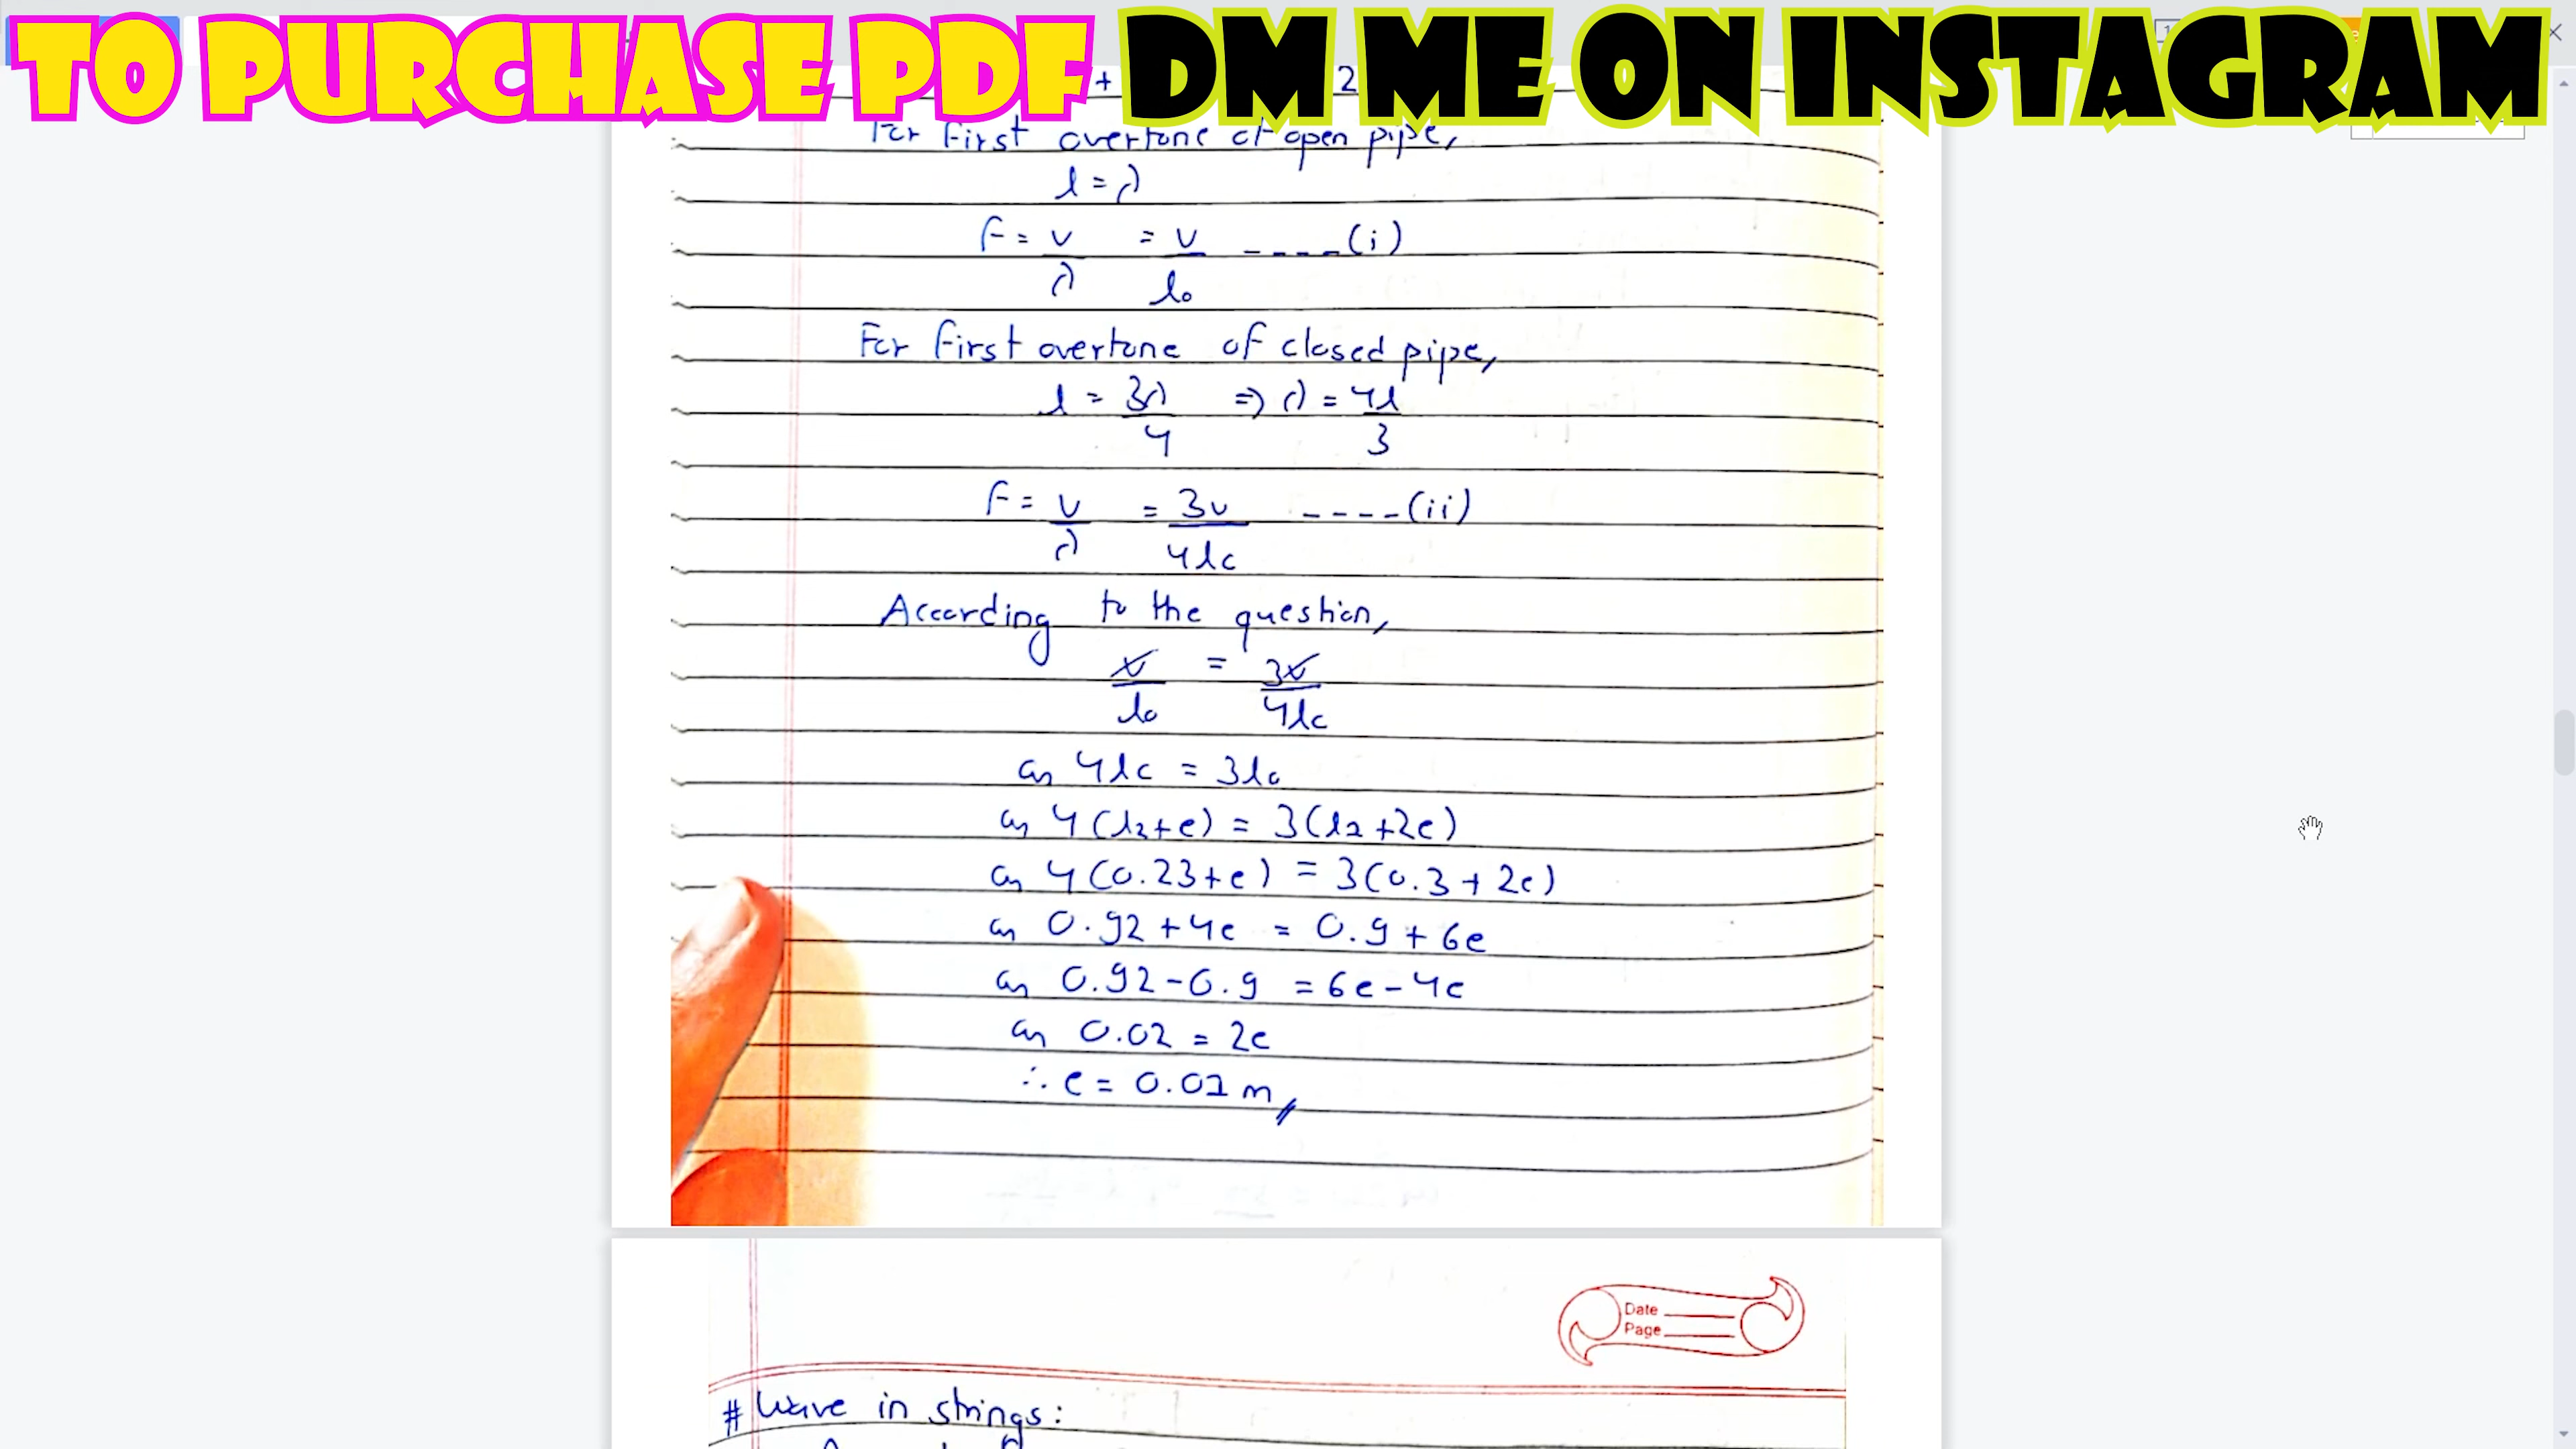 TO PURCHASE PDF DM ME ON INSTAGRAM
+ 2
For first overtone of open pipe,
l = λ
f = v/λ = v/lo ----(i)
For first overtone of closed pipe,
l = 3λ/4 => λ = 4l/3
f = v/λ = 3v/4lc ----(ii)
According to the question,
v/lo = 3v/4lc
or 4lc = 3lo
or 4(l2+e) = 3(l2+2e)
or 4(0.23+e) = 3(0.3+2e)
or 0.92+4e = 0.9+6e
or 0.92-0.9 = 6e-4e
or 0.02 = 2e
∴ e = 0.01 m
Date
Page
# Wave in strings: